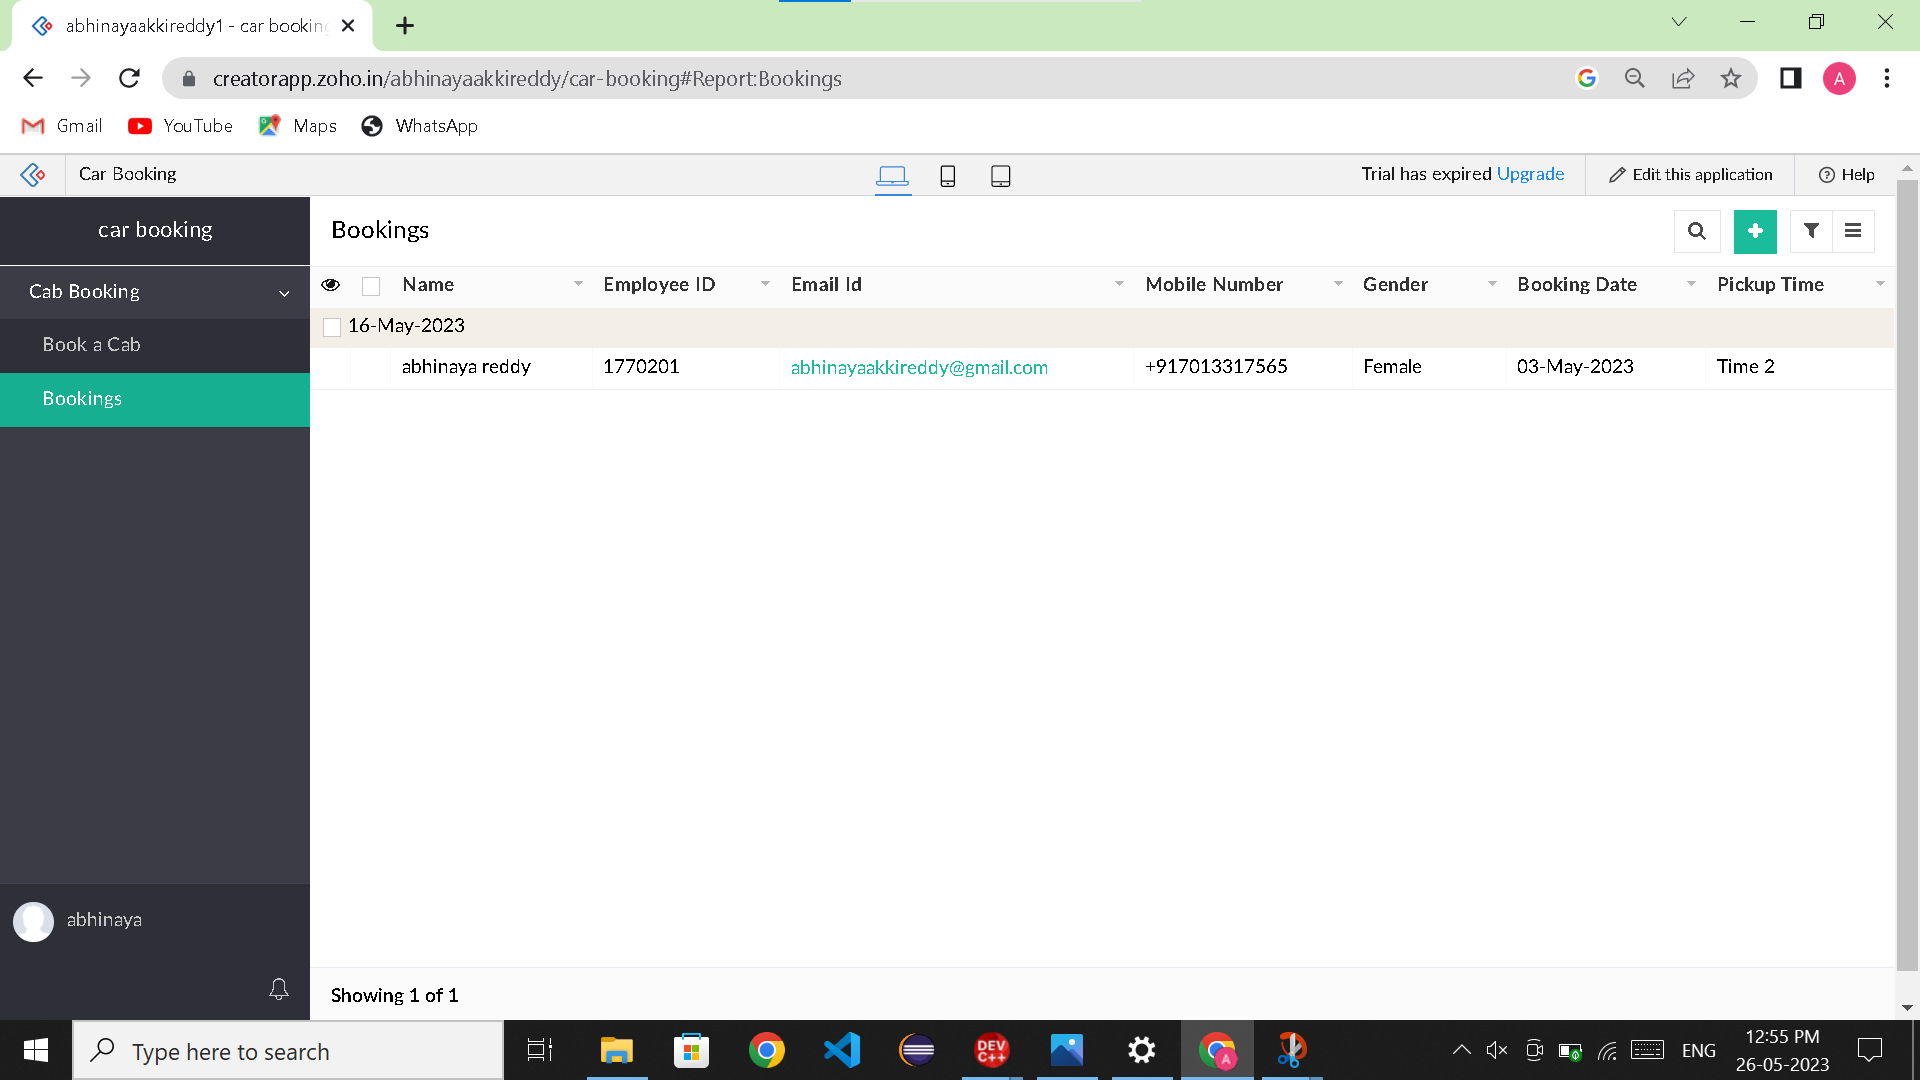 abhinayaakkireddy1 - car booking
creatorapp.zoho.in/abhinayaakkireddy/car-booking#Report:Bookings
A
Gmail YouTube Maps WhatsApp
Car Booking Trial has expired Upgrade Edit this application Help
car booking
Cab Booking
Book a Cab
Bookings
abhinaya
Bookings
Name Employee ID Email Id Mobile Number Gender Booking Date Pickup Time
16-May-2023
abhinaya reddy 1770201 abhinayaakkireddy@gmail.com +917013317565 Female 03-May-2023 Time 2
Showing 1 of 1
Type here to search
DEV
C++
A
ENG
12:55 PM
26-05-2023